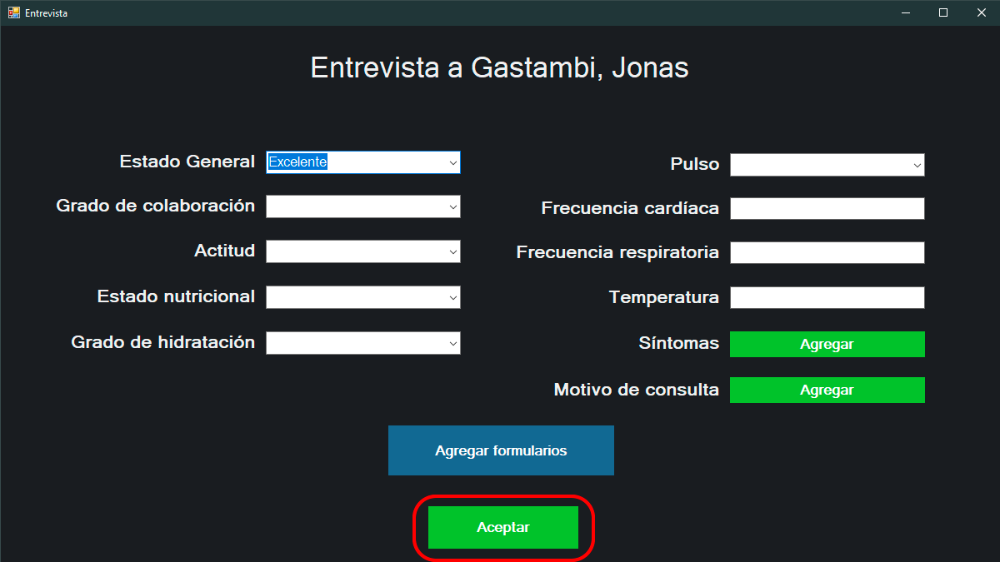 Entrevista
Entrevista a Gastambi, Jonas
Estado General Excelente
Grado de colaboración
Actitud
Estado nutricional
Grado de hidratación
Pulso
Frecuencia cardíaca
Frecuencia respiratoria
Temperatura
Síntomas Agregar
Motivo de consulta Agregar
Agregar formularios
Aceptar